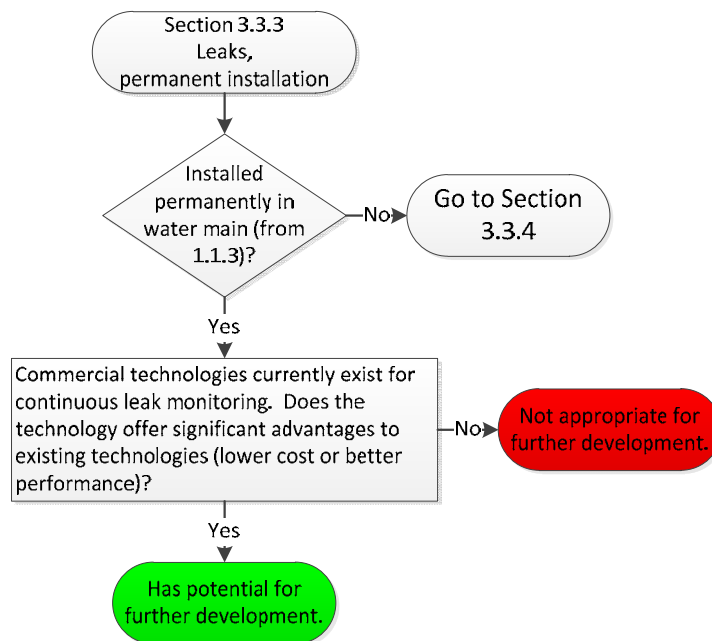 Section 3.3.3
Leaks,
permanent installation
Installed
permanently in
water main (from
1.1.3)?
No
Go to Section
3.3.4
Yes
Commercial technologies currently exist for
continuous leak monitoring.  Does the
technology offer significant advantages to
existing technologies (lower cost or better
performance)?
No
Not appropriate for
further development.
Yes
Has potential for
further development.